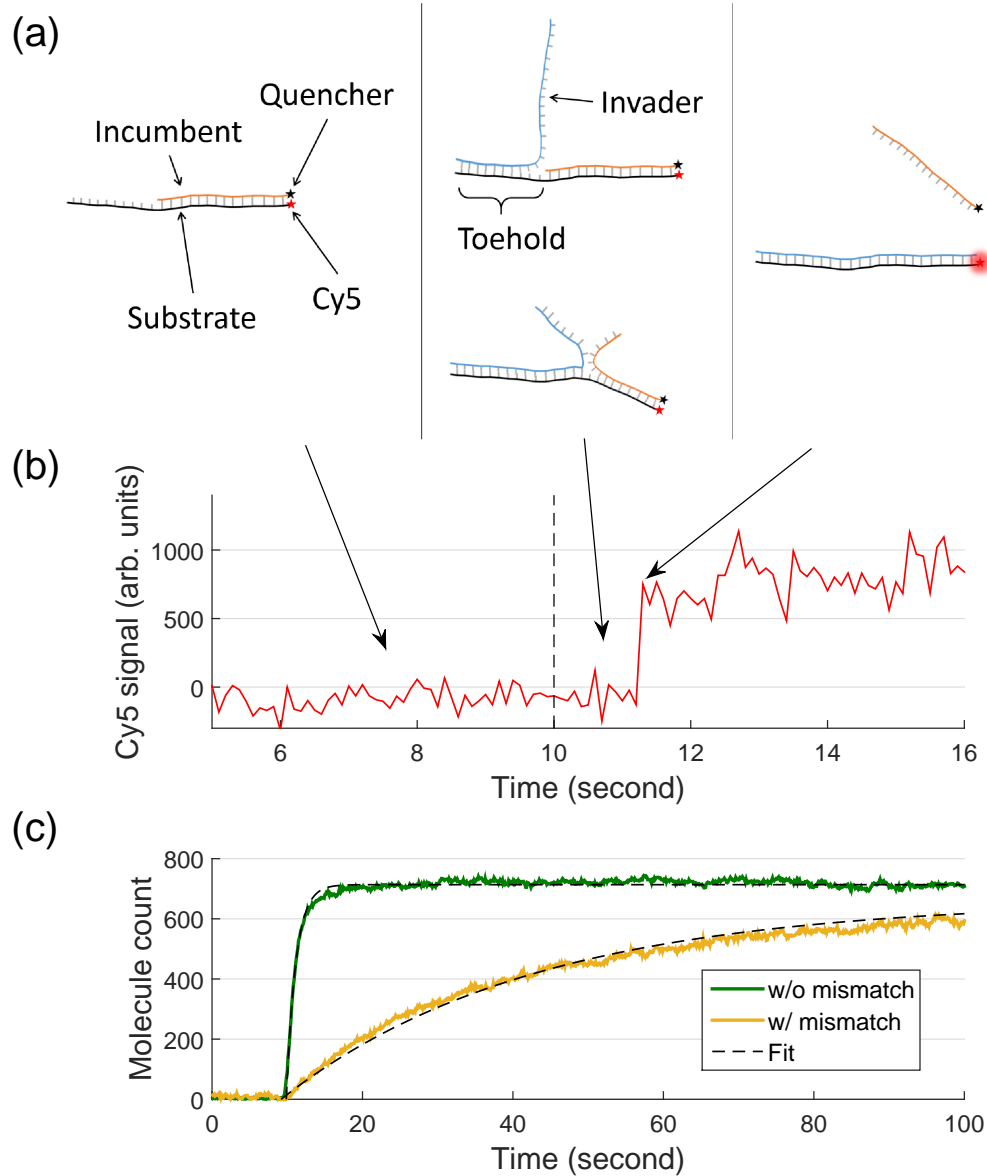 (a)
Quencher
Incumbent
Substrate
Cy5
Invader
Toehold
(b)
Cy5 signal (arb. units)
1000
500
0
6 8 10 12 14 16
Time (second)
(c)
Molecule count
800
600
400
200
0
w/o mismatch
w/ mismatch
Fit
0 20 40 60 80 100
Time (second)